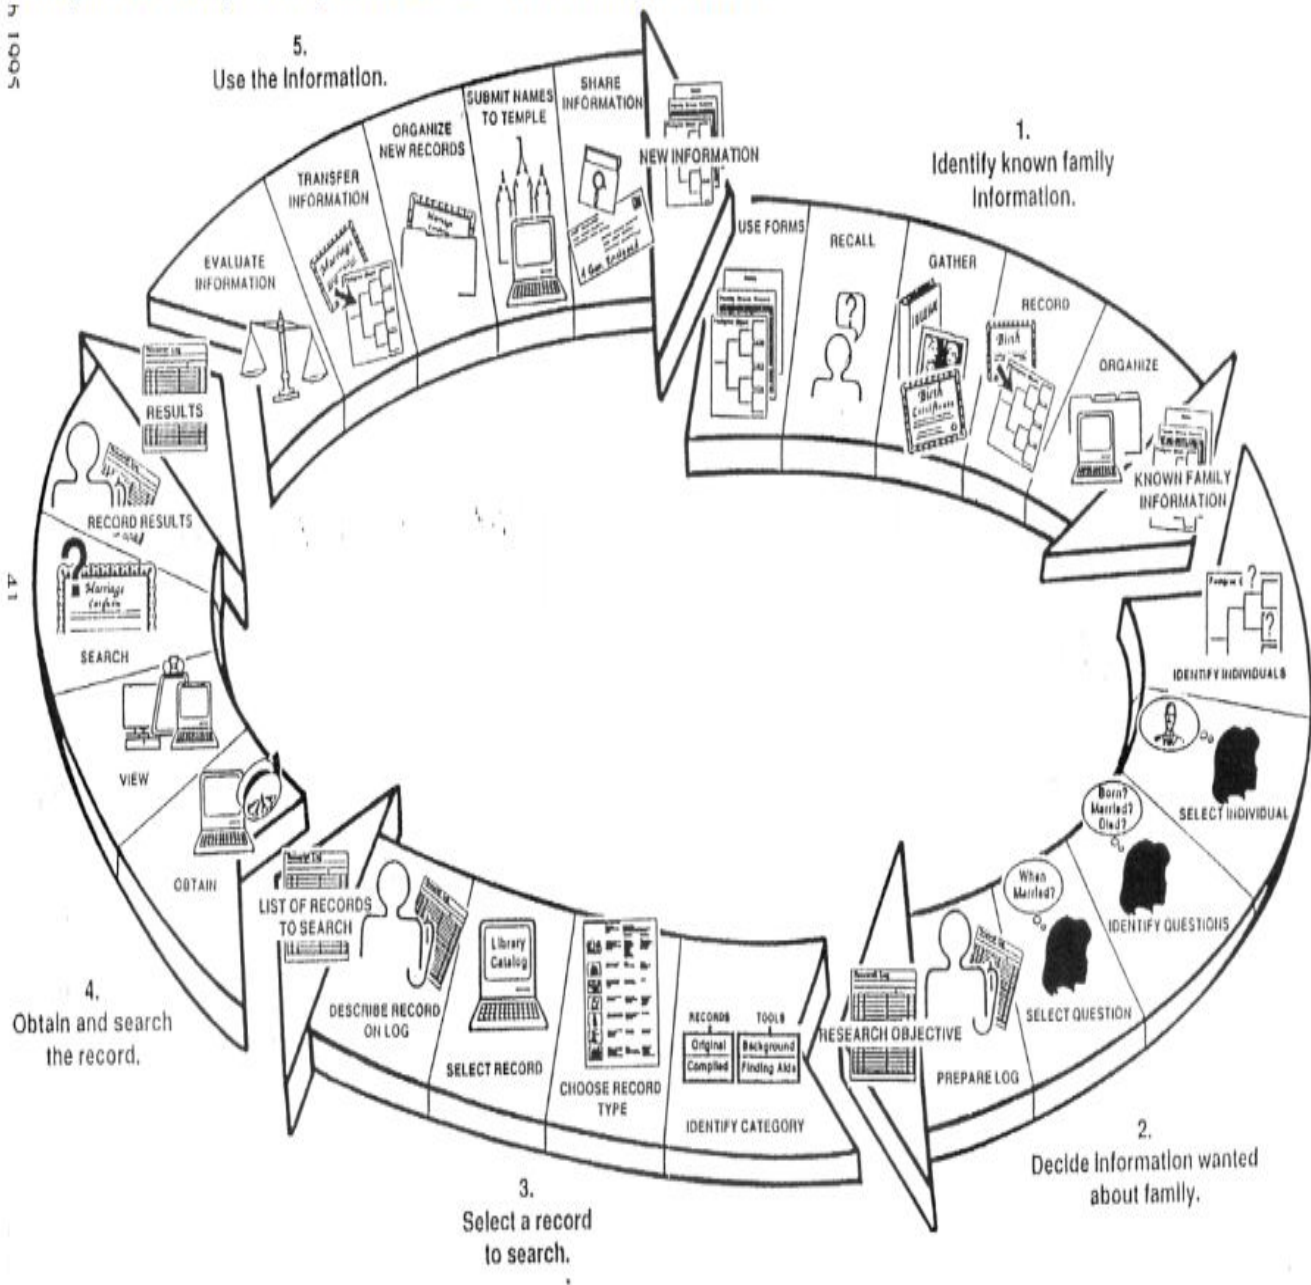 5.
Use the Information.
EVALUATE
INFORMATION
TRANSFER
INFORMATION
ORGANIZE
NEW RECORDS
SUBMIT NAMES
TO TEMPLE
SHARE
INFORMATION
NEW INFORMATION
1.
Identify known family
Information.
USE FORMS
RECALL
?
GATHER
Birth
Certificate
RECORD
Birth
ORGANIZE
KNOWN FAMILY
INFORMATION
?
?
IDENTIFY INDIVIDUALS
SELECT INDIVIDUAL
Born?
Married?
Died?
IDENTIFY QUESTIONS
When
Married?
SELECT QUESTION
PREPARE LOG
RESEARCH OBJECTIVE
2.
Decide Information wanted
about family.
RECORDS
Original
Compiled
TOOLS
Background
Finding Aids
IDENTIFY CATEGORY
CHOOSE RECORD
TYPE
Library
Catalog
SELECT RECORD
DESCRIBE RECORD
ON LOG
LIST OF RECORDS
TO SEARCH
3.
Select a record
to search.
OBTAIN
VIEW
?
Marriage
SEARCH
RECORD RESULTS
RESULTS
4.
Obtain and search
the record.
Marriage
Marriage
1995
41